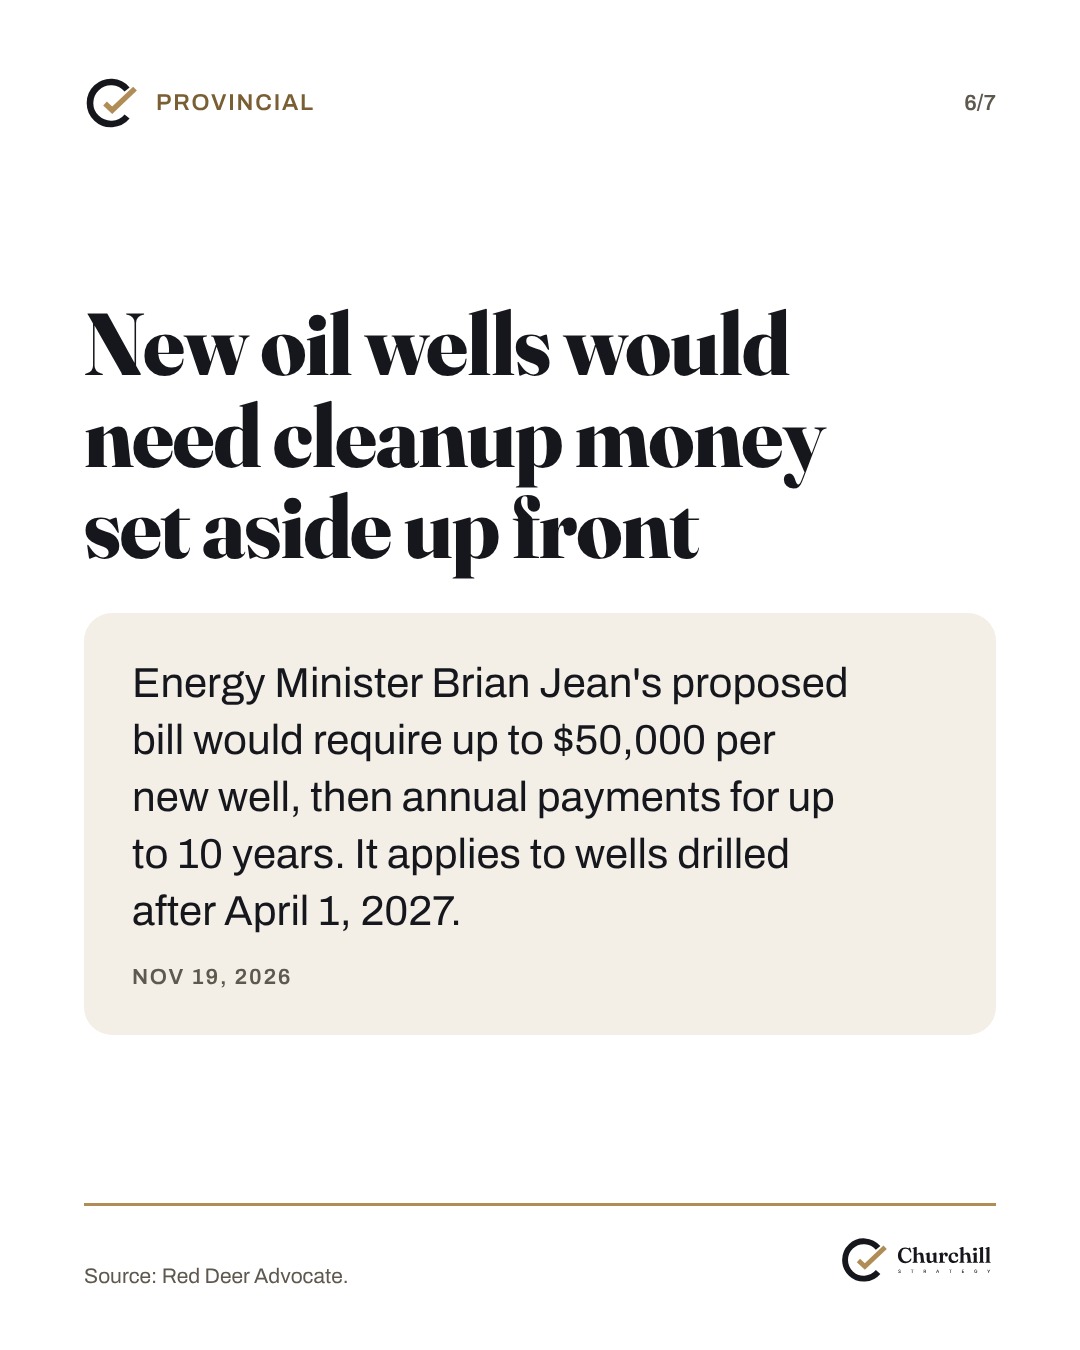 PROVINCIAL
6/7
New oil wells would
need cleanup money
set aside up front
Energy Minister Brian Jean's proposed
bill would require up to $50,000 per
new well, then annual payments for up
to 10 years. It applies to wells drilled
after April 1, 2027.
NOV 19, 2026
Source: Red Deer Advocate.
Churchill
STRATEGY